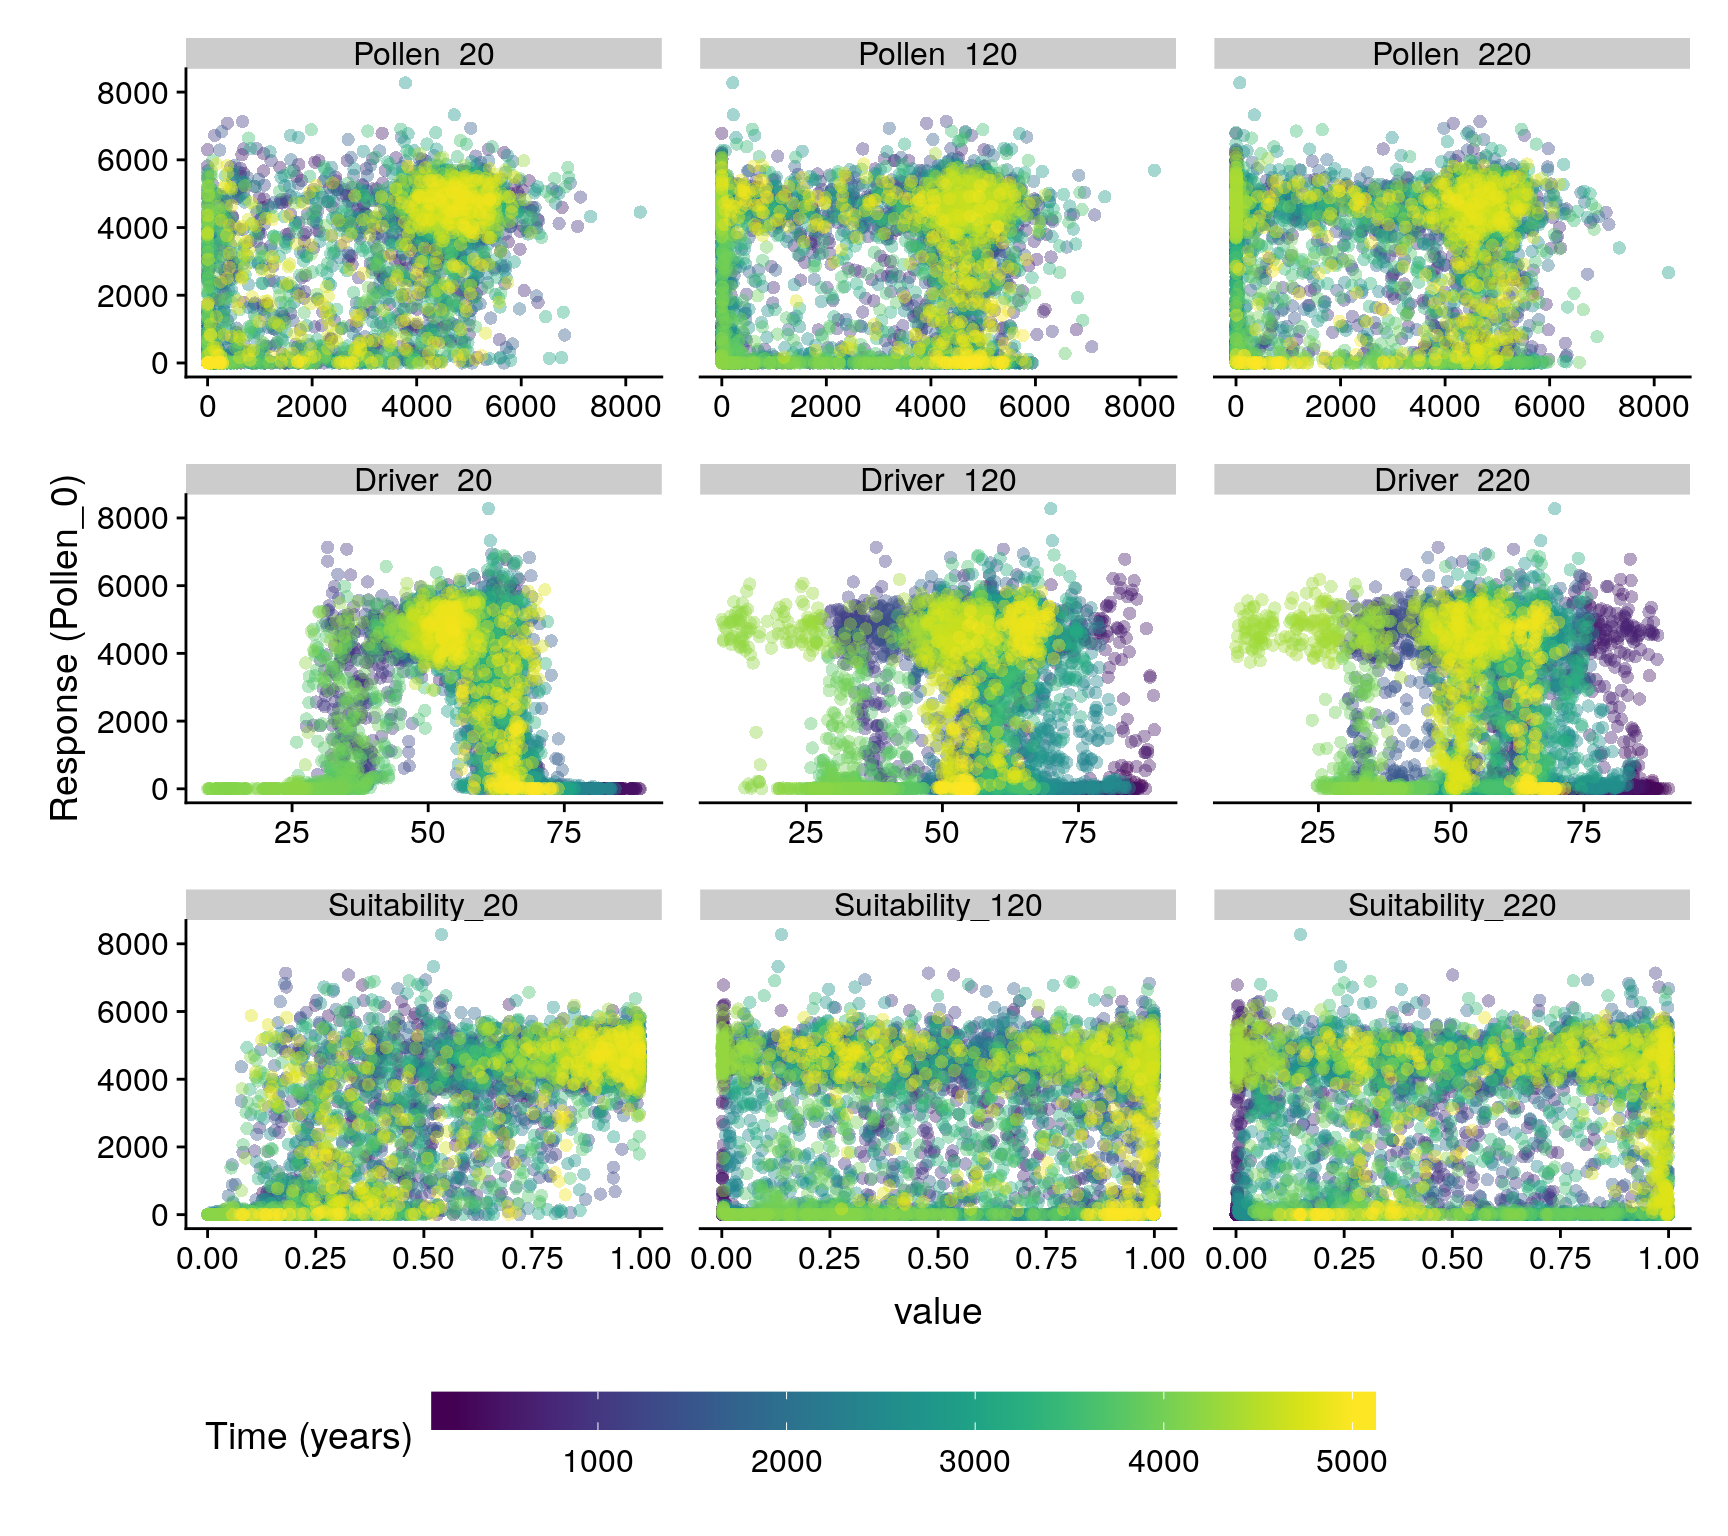 Pollen_20 Pollen_120 Pollen_220
8000
6000
4000
2000
0
0 2000 4000 6000 8000 0 2000 4000 6000 8000 0 2000 4000 6000 8000
Driver_20 Driver_120 Driver_220
Response (Pollen_0)
8000
6000
4000
2000
0
25 50 75 25 50 75 25 50 75
Suitability_20 Suitability_120 Suitability_220
8000
6000
4000
2000
0
0.00 0.25 0.50 0.75 1.00 0.00 0.25 0.50 0.75 1.00 0.00 0.25 0.50 0.75 1.00
value
Time (years)
1000 2000 3000 4000 5000